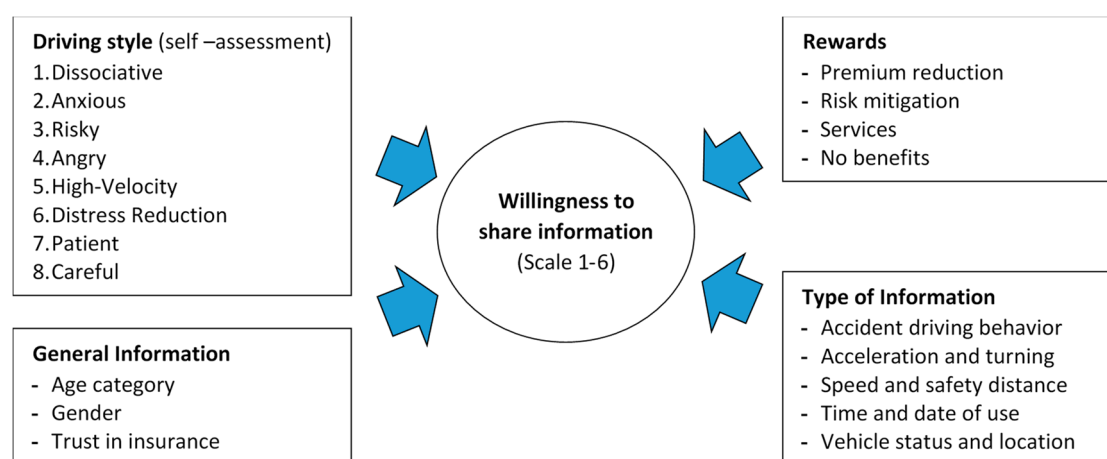 Driving style (self –assessment)
1.Dissociative
2.Anxious
3.Risky
4.Angry
5.High-Velocity
6.Distress Reduction
7.Patient
8.Careful
General Information
- Age category
- Gender
- Trust in insurance
Willingness to
share information
(Scale 1-6)
Rewards
- Premium reduction
- Risk mitigation
- Services
- No benefits
Type of Information
- Accident driving behavior
- Acceleration and turning
- Speed and safety distance
- Time and date of use
- Vehicle status and location